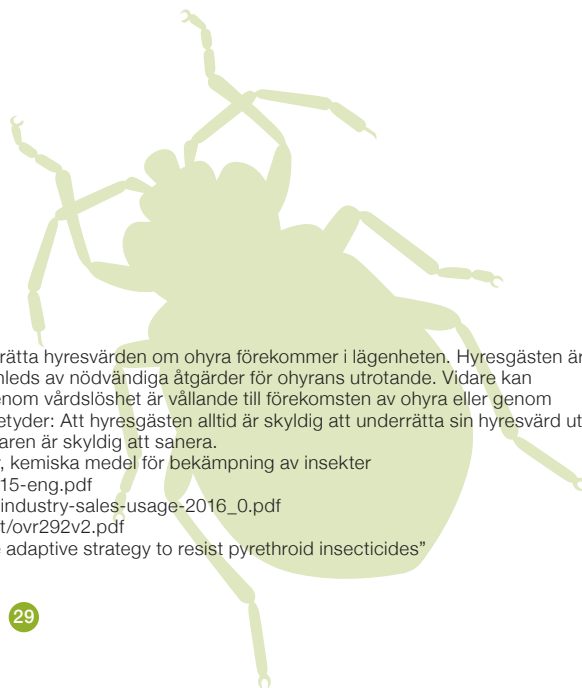 rätta hyresvärden om ohyra förekommer i lägenheten. Hyresgästen är
nleds av nödvändiga åtgärder för ohyrans utrotande. Vidare kan
enom vårdslöshet är vållande till förekomsten av ohyra eller genom
etyder: Att hyresgästen alltid är skyldig att underrätta sin hyresvärd ut
aren är skyldig att sanera.
, kemiska medel för bekämpning av insekter
15-eng.pdf
industry-sales-usage-2016_0.pdf
t/ovr292v2.pdf
e adaptive strategy to resist pyrethroid insecticides”
29